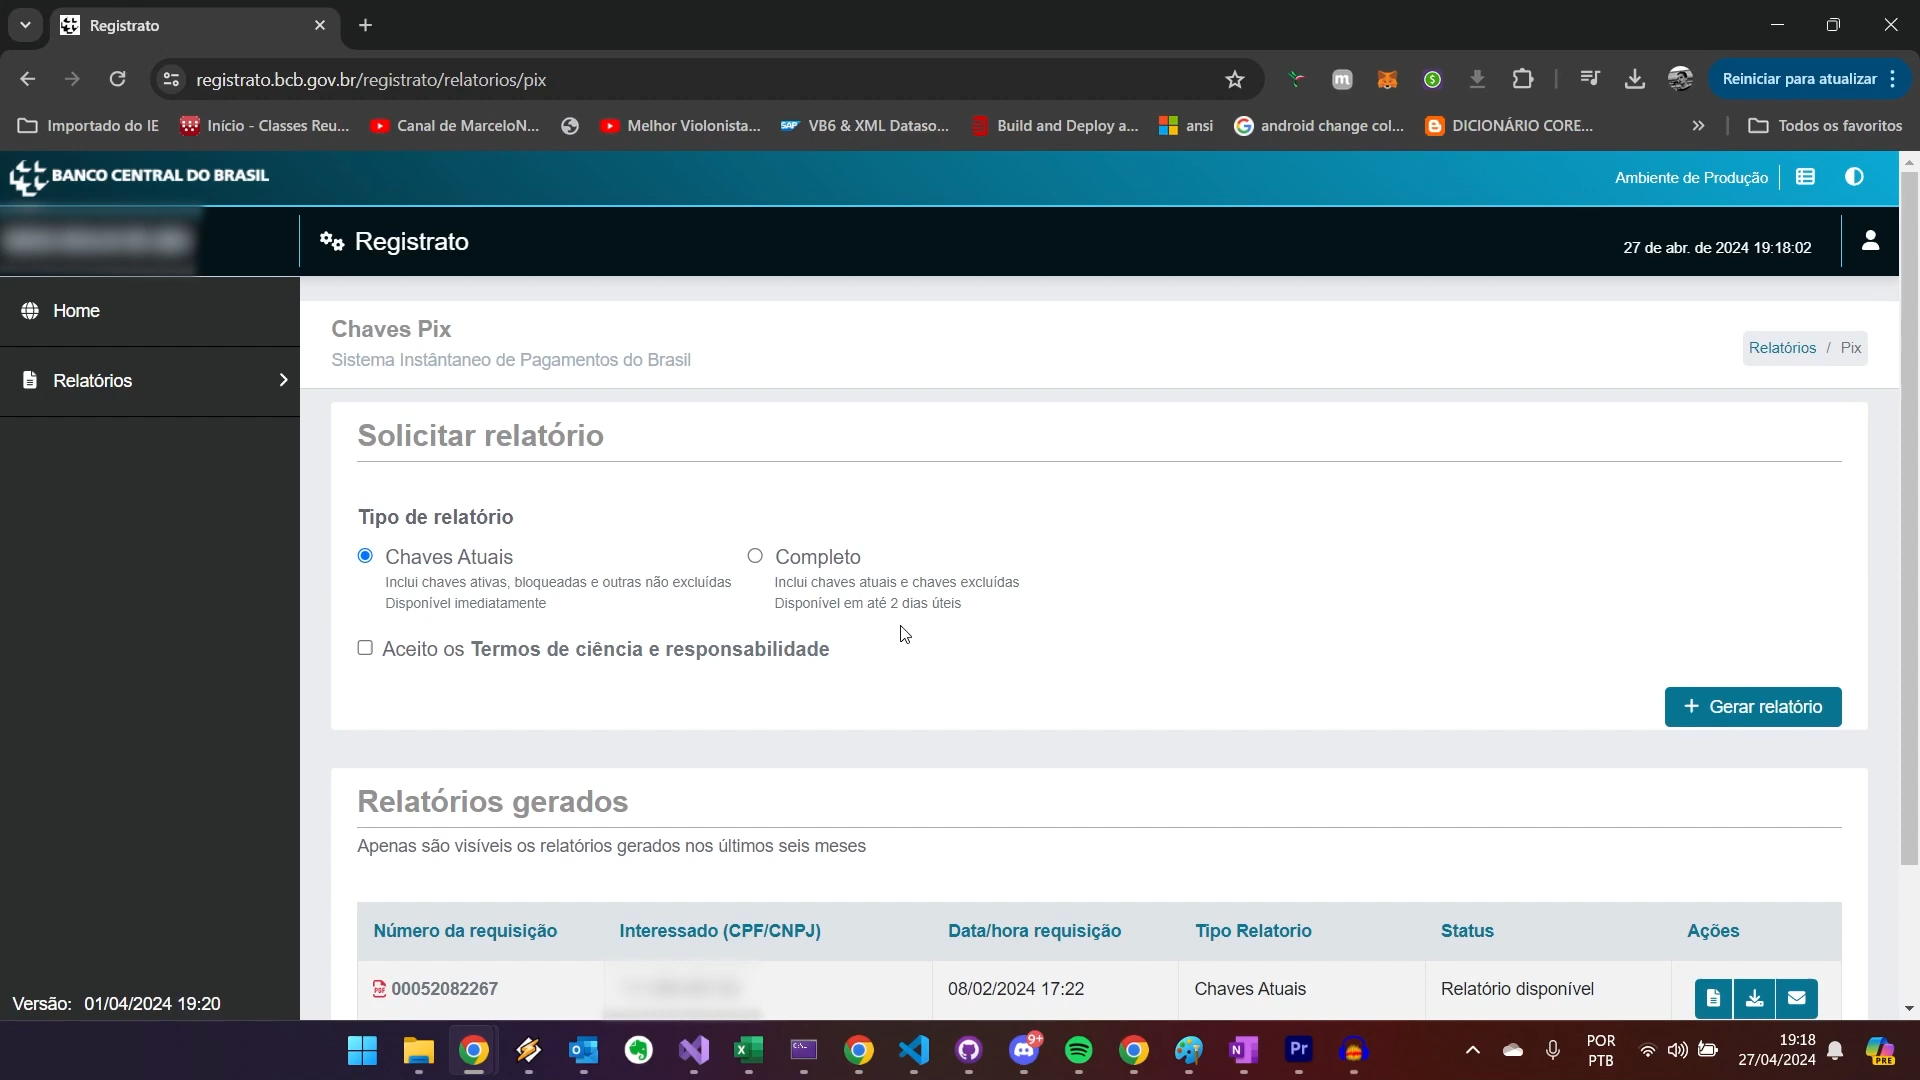 Registrato
registrato.bcb.gov.br/registrato/relatorios/pix
Reiniciar para atualizar
Importado do IE
Início - Classes Reu...
Canal de MarceloN...
Melhor Violonista...
VB6 & XML Dataso...
Build and Deploy a...
ansi
android change col...
DICIONÁRIO CORE...
Todos os favoritos
BANCO CENTRAL DO BRASIL
Ambiente de Produção
Registrato
27 de abr. de 2024 19:18:02
Home
Relatórios
Chaves Pix
Sistema Instântaneo de Pagamentos do Brasil
Relatórios / Pix
Solicitar relatório
Tipo de relatório
Chaves Atuais
Inclui chaves ativas, bloqueadas e outras não excluídas
Disponível imediatamente
Completo
Inclui chaves atuais e chaves excluídas
Disponível em até 2 dias úteis
Aceito os Termos de ciência e responsabilidade
+ Gerar relatório
Relatórios gerados
Apenas são visíveis os relatórios gerados nos últimos seis meses
Número da requisição Interessado (CPF/CNPJ) Data/hora requisição Tipo Relatorio Status Ações
00052082267 08/02/2024 17:22 Chaves Atuais Relatório disponível
Versão: 01/04/2024 19:20
9+
POR
PTB
19:18
27/04/2024
PRE